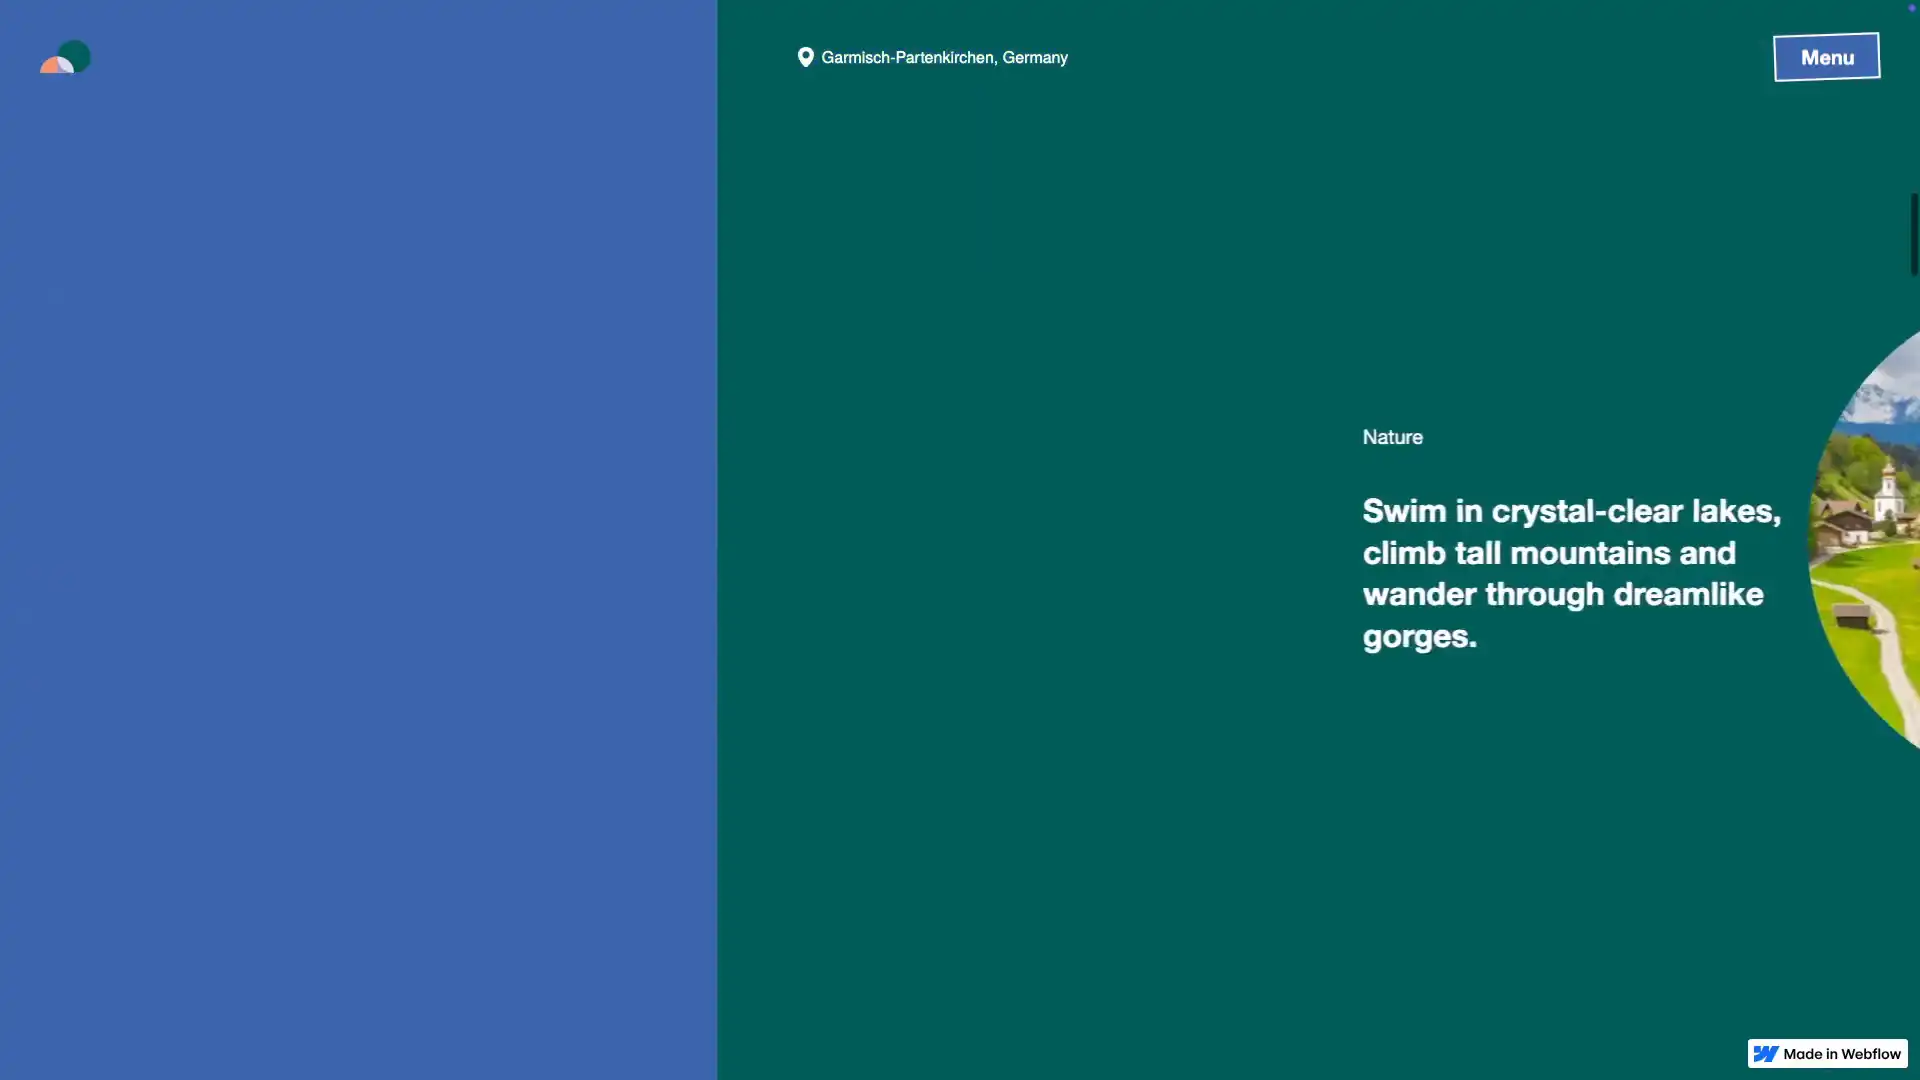 Garmisch-Partenkirchen, Germany
Menu
Nature
Swim in crystal-clear lakes,
climb tall mountains and
wander through dreamlike
gorges.
Made in Webflow